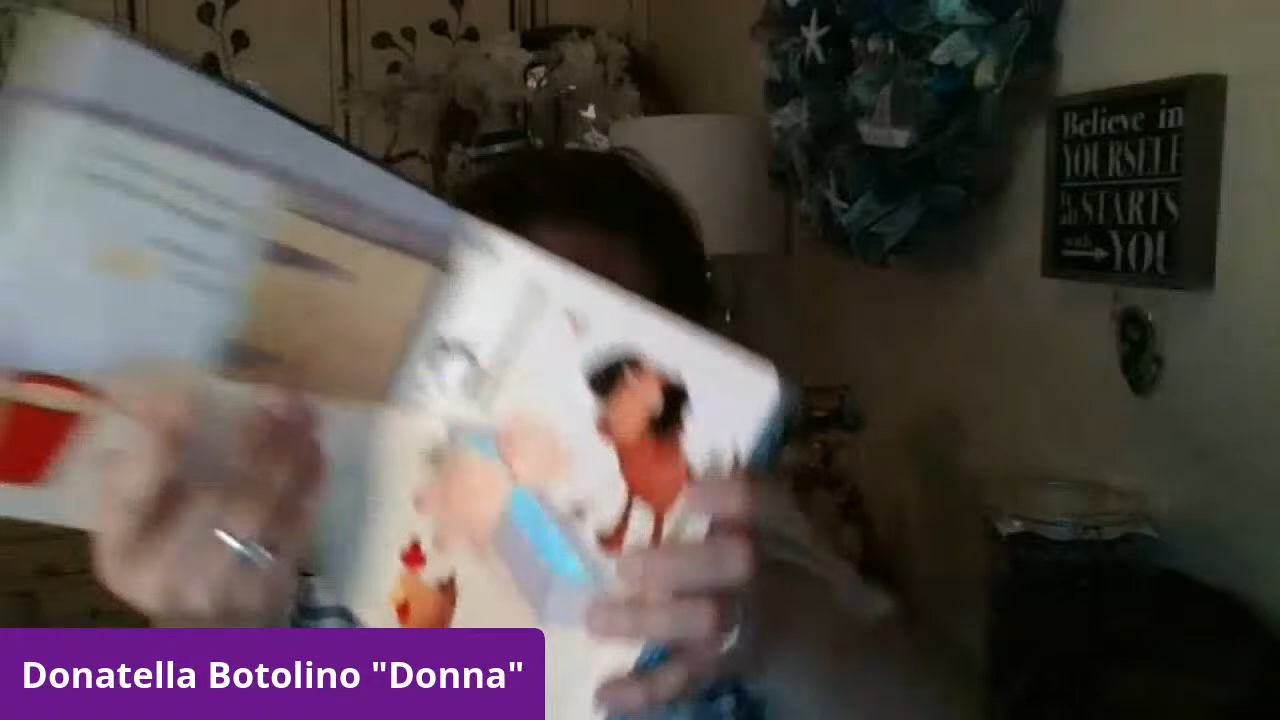 Believe in
YOURSELF
It all STARTS
with YOU
Donatella Botolino "Donna"